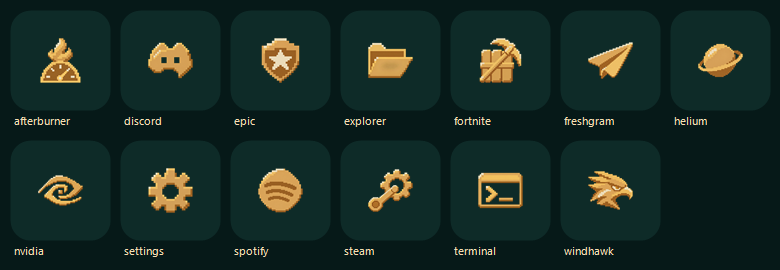 afterburner
discord
epic
explorer
fortnite
freshgram
helium
nvidia
settings
spotify
steam
terminal
windhawk